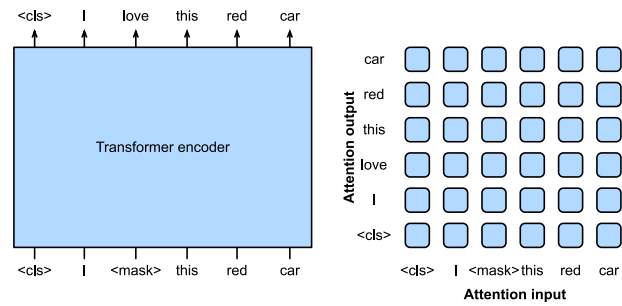 <cls> I love this red car
Transformer encoder
<cls> I <mask> this red car
Attention output
car
red
this
love
I
<cls>
<cls> I <mask> this red car
Attention input